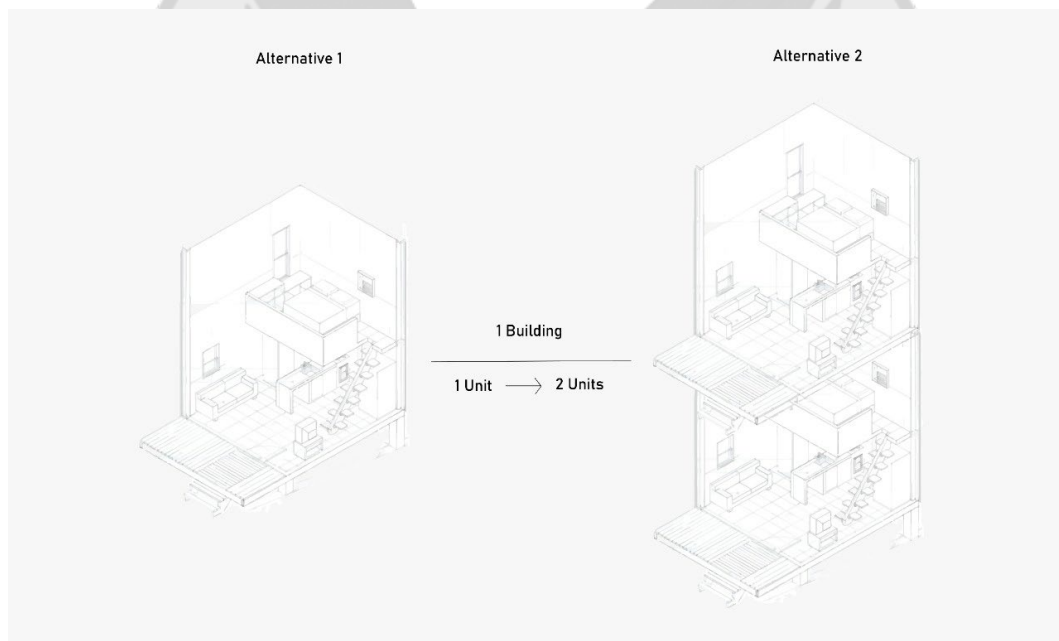 Alternative 1
Alternative 2
1 Building
1 Unit → 2 Units